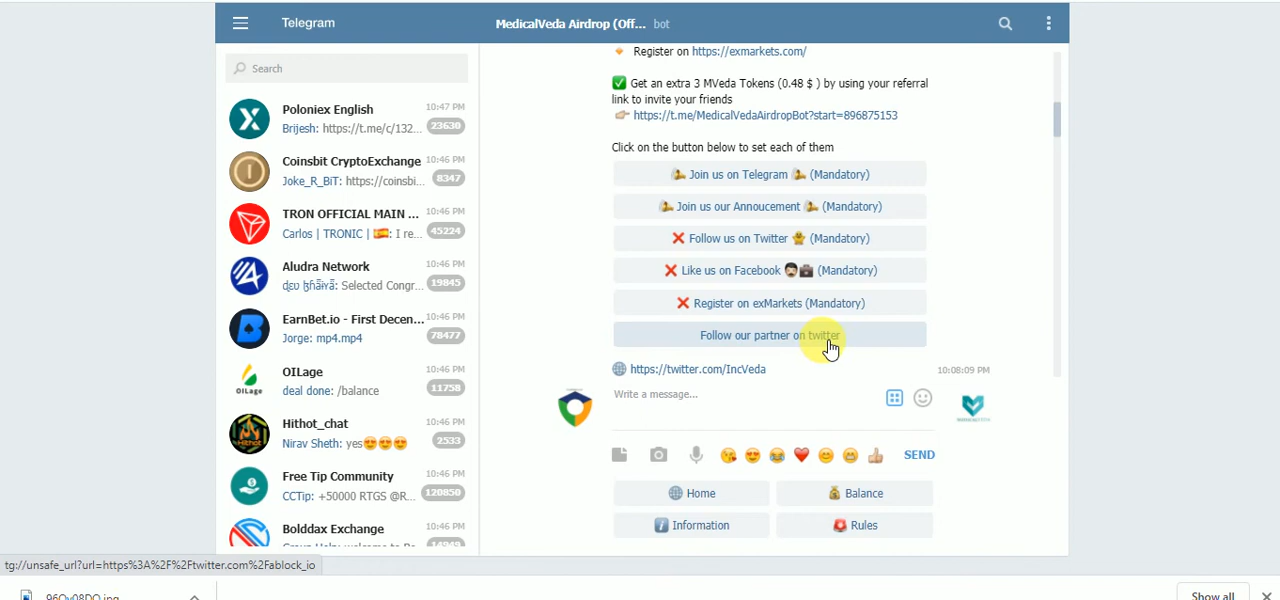 Telegram
MedicalVeda Airdrop (Off... bot
Search
Poloniex English 10:47 PM
Brijesh: https://t.me/c/132... 23630
Coinsbit CryptoExchange 10:46 PM
Joke_R_BiT: https://coinsbi... 8347
TRON OFFICIAL MAIN ... 10:46 PM
Carlos | TRONIC | 🇪🇸: I re... 45224
Aludra Network 10:46 PM
Selected Congr... 19845
EarnBet.io - First Decen... 10:46 PM
Jorge: mp4.mp4 78477
OILage 10:46 PM
deal done: /balance 11758
OILage
Hithot_chat 10:46 PM
Nirav Sheth: yes😍😍😍 2533
Hithot
Free Tip Community 10:46 PM
CCTip: +50000 RTGS @R... 120850
Bolddax Exchange 10:46 PM
🔸 Register on https://exmarkets.com/
✅ Get an extra 3 MVeda Tokens (0.48 $ ) by using your referral
link to invite your friends
👉🏼 https://t.me/MedicalVedaAirdropBot?start=896875153
Click on the button below to set each of them
Join us on Telegram (Mandatory)
Join us our Annoucement (Mandatory)
❌ Follow us on Twitter 🐥 (Mandatory)
❌ Like us on Facebook 👨🏻‍💼 (Mandatory)
❌ Register on exMarkets (Mandatory)
Follow our partner on twitter
🌐 https://twitter.com/IncVeda 10:08:09 PM
Write a message...
😘 😍 😂 ❤️ 😊 😁 👍🏼 SEND
🌐 Home 💰 Balance
ℹ️ Information 🚨 Rules
tg://unsafe_url?url=https%3A%2F%2Ftwitter.com%2Fablock_io
Show all